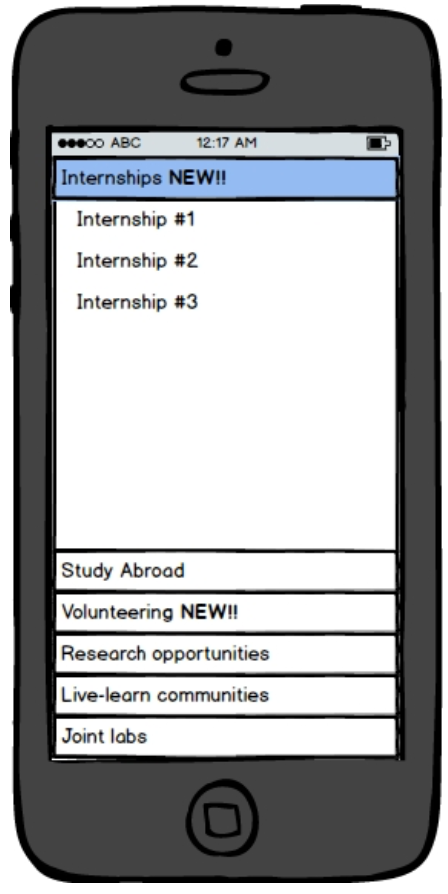 ABC 12:17 AM
Internships NEW!!
Internship #1
Internship #2
Internship #3
Study Abroad
Volunteering NEW!!
Research opportunities
Live-learn communities
Joint labs